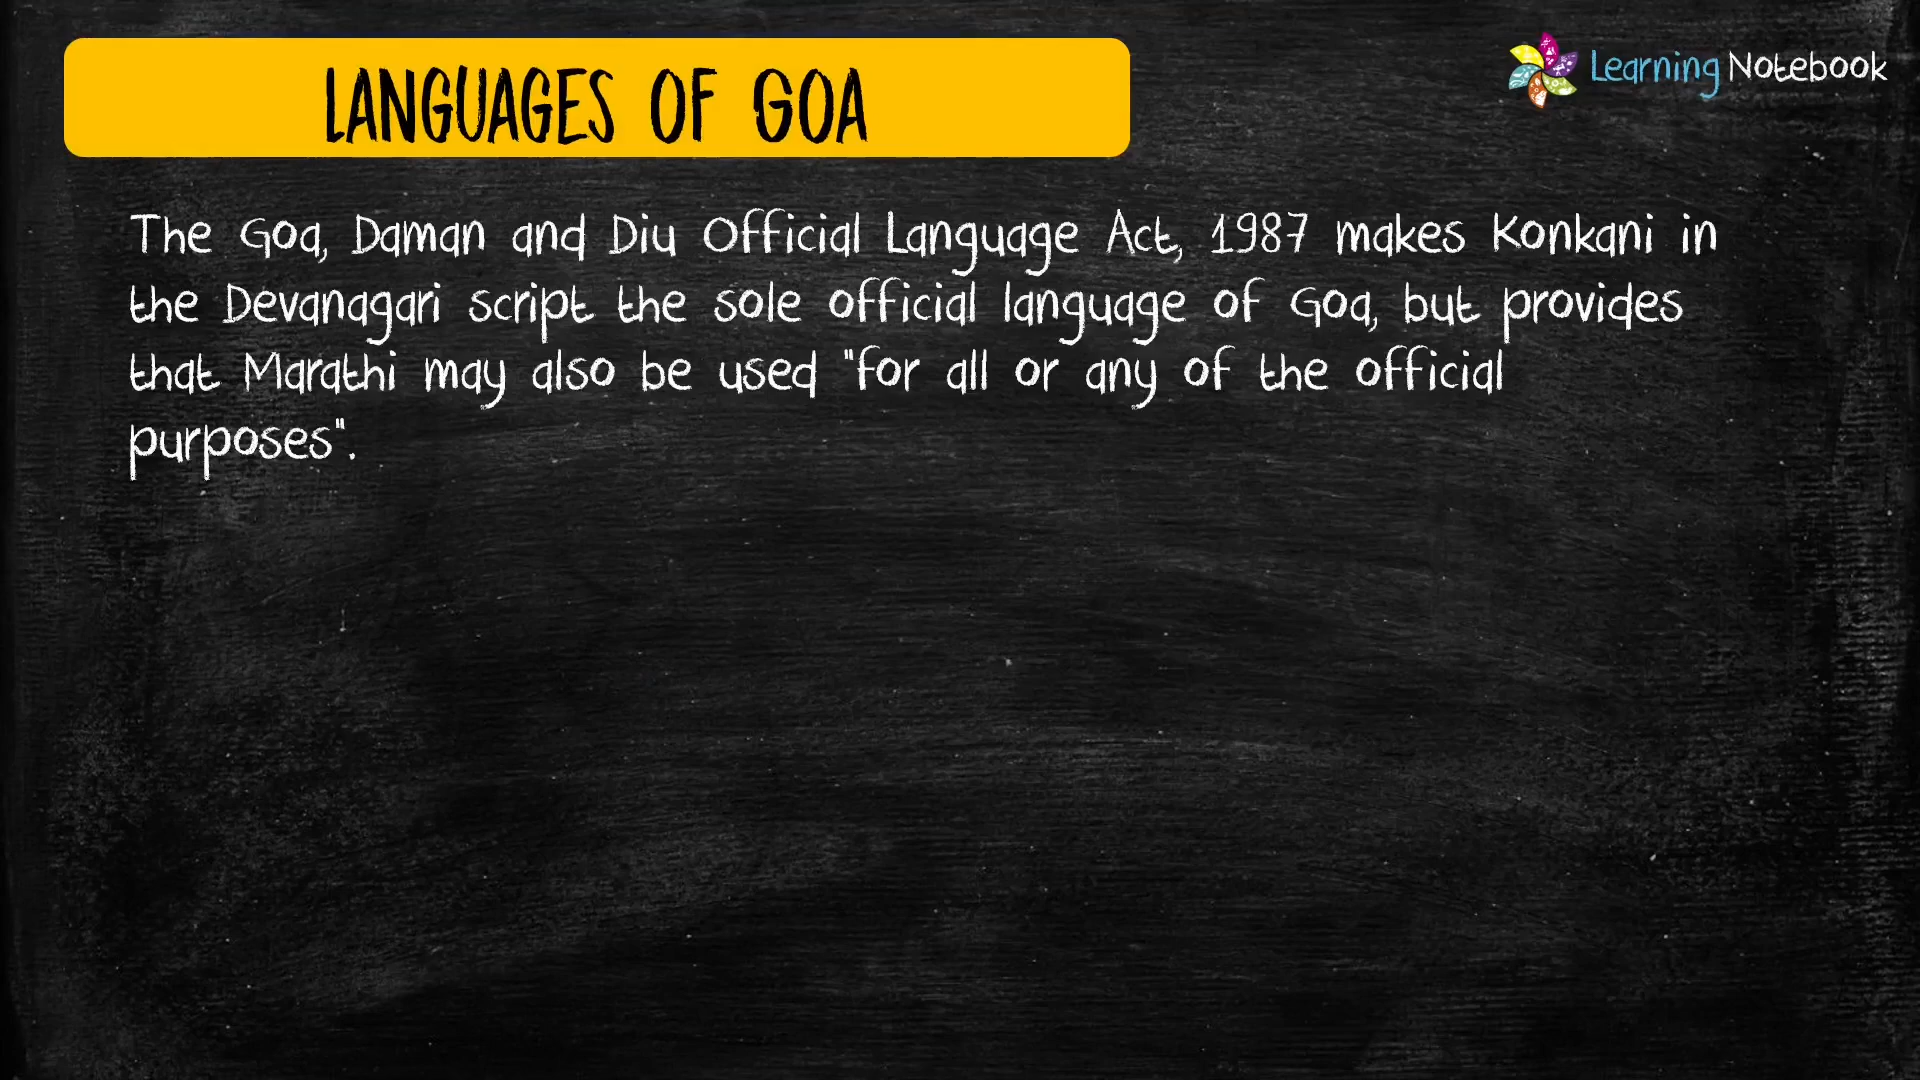 LANGUAGES OF GOA
Learning Notebook
The Goa, Daman and Diu Official Language Act, 1987 makes Konkani in
the Devanagari script the sole official language of Goa, but provides
that Marathi may also be used "for all or any of the official
purposes".